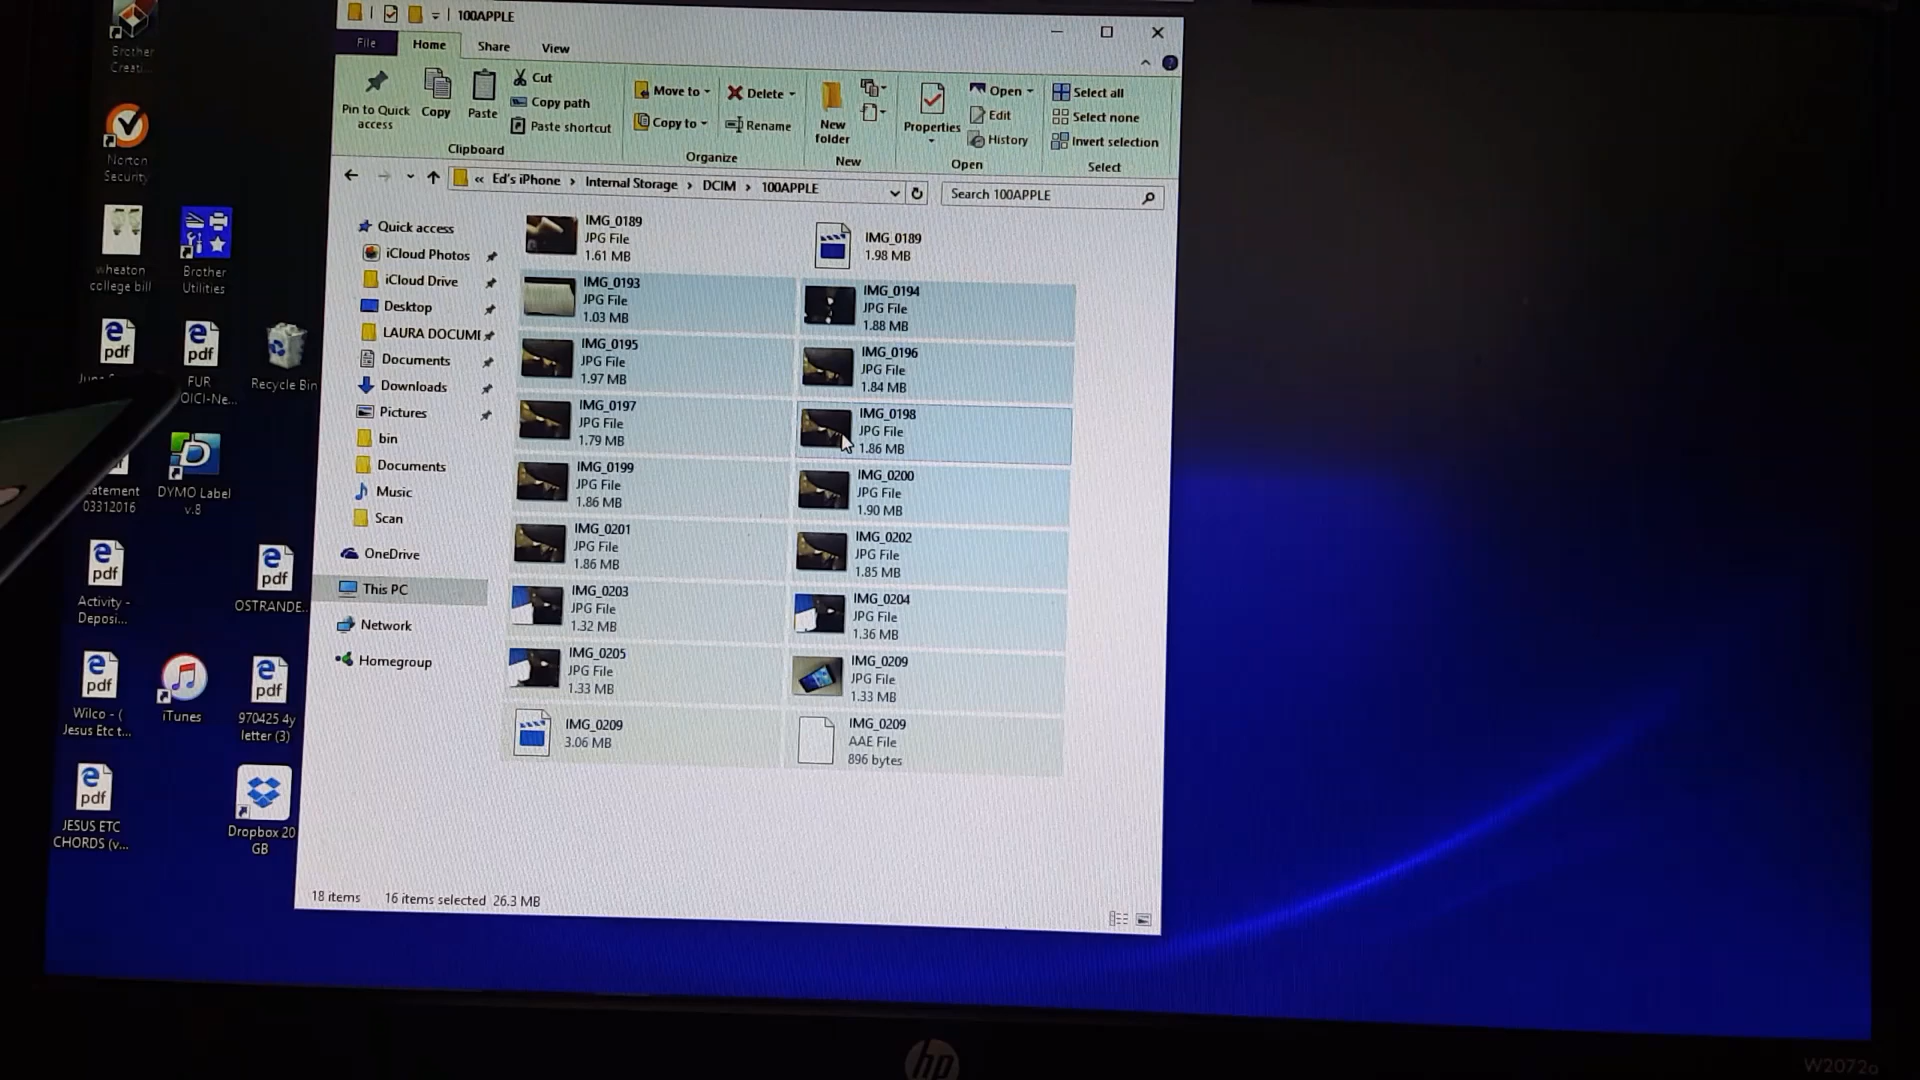 100APPLE
File
Home
Share
View
Pin to Quick
access
Copy
Paste
Cut
Copy path
Paste shortcut
Clipboard
Move to
Copy to
Delete
Rename
Organize
New
folder
New
Properties
Open
Edit
History
Open
Select all
Select none
Invert selection
Select
« Ed's iPhone > Internal Storage > DCIM > 100APPLE
Search 100APPLE
Quick access
iCloud Photos
iCloud Drive
Desktop
LAURA DOCUMI
Documents
Downloads
Pictures
bin
Documents
Music
Scan
OneDrive
This PC
Network
Homegroup
IMG_0189
JPG File
1.61 MB
IMG_0189
1.98 MB
IMG_0193
JPG File
1.03 MB
IMG_0194
JPG File
1.88 MB
IMG_0195
JPG File
1.97 MB
IMG_0196
JPG File
1.84 MB
IMG_0197
JPG File
1.79 MB
IMG_0198
JPG File
1.86 MB
IMG_0199
JPG File
1.86 MB
IMG_0200
JPG File
1.90 MB
IMG_0201
JPG File
1.86 MB
IMG_0202
JPG File
1.85 MB
IMG_0203
JPG File
1.32 MB
IMG_0204
JPG File
1.36 MB
IMG_0205
JPG File
1.33 MB
IMG_0209
JPG File
1.33 MB
IMG_0209
3.06 MB
IMG_0209
AAE File
896 bytes
18 items
16 items selected 26.3 MB
Brother
Creati...
Norton
Security
wheaton
college bill
Brother
Utilities
pdf
pdf
FUR
OICI-Ne...
Recycle Bin
atement
03312016
DYMO Label
v.8
pdf
Activity -
Deposi...
pdf
OSTRANDE...
pdf
Wilco - (
Jesus Etc t...
iTunes
pdf
970425 4y
letter (3)
pdf
JESUS ETC
CHORDS (v...
Dropbox 20
GB
hp
W2072a